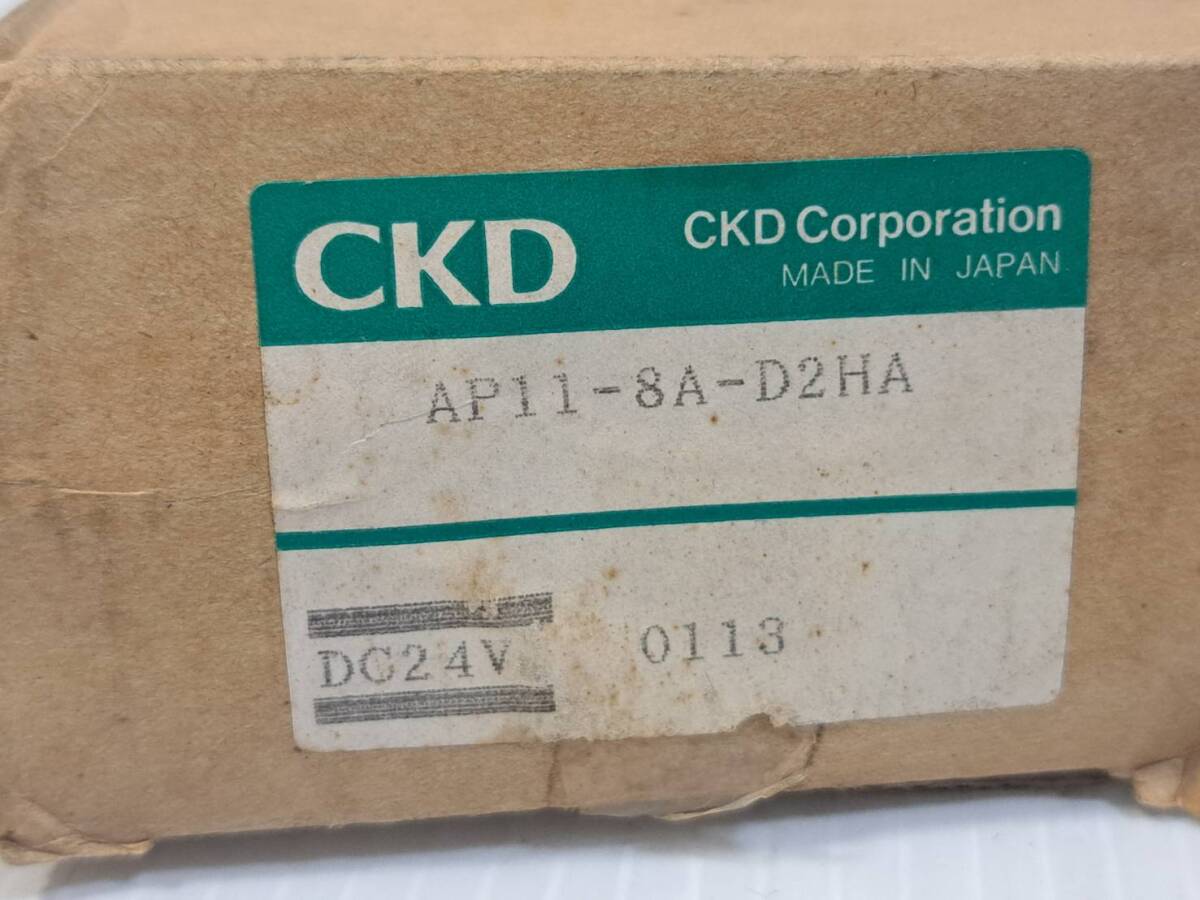 CKD
CKD Corporation
MADE IN JAPAN
AP11-8A-D2HA
DC24V
0113